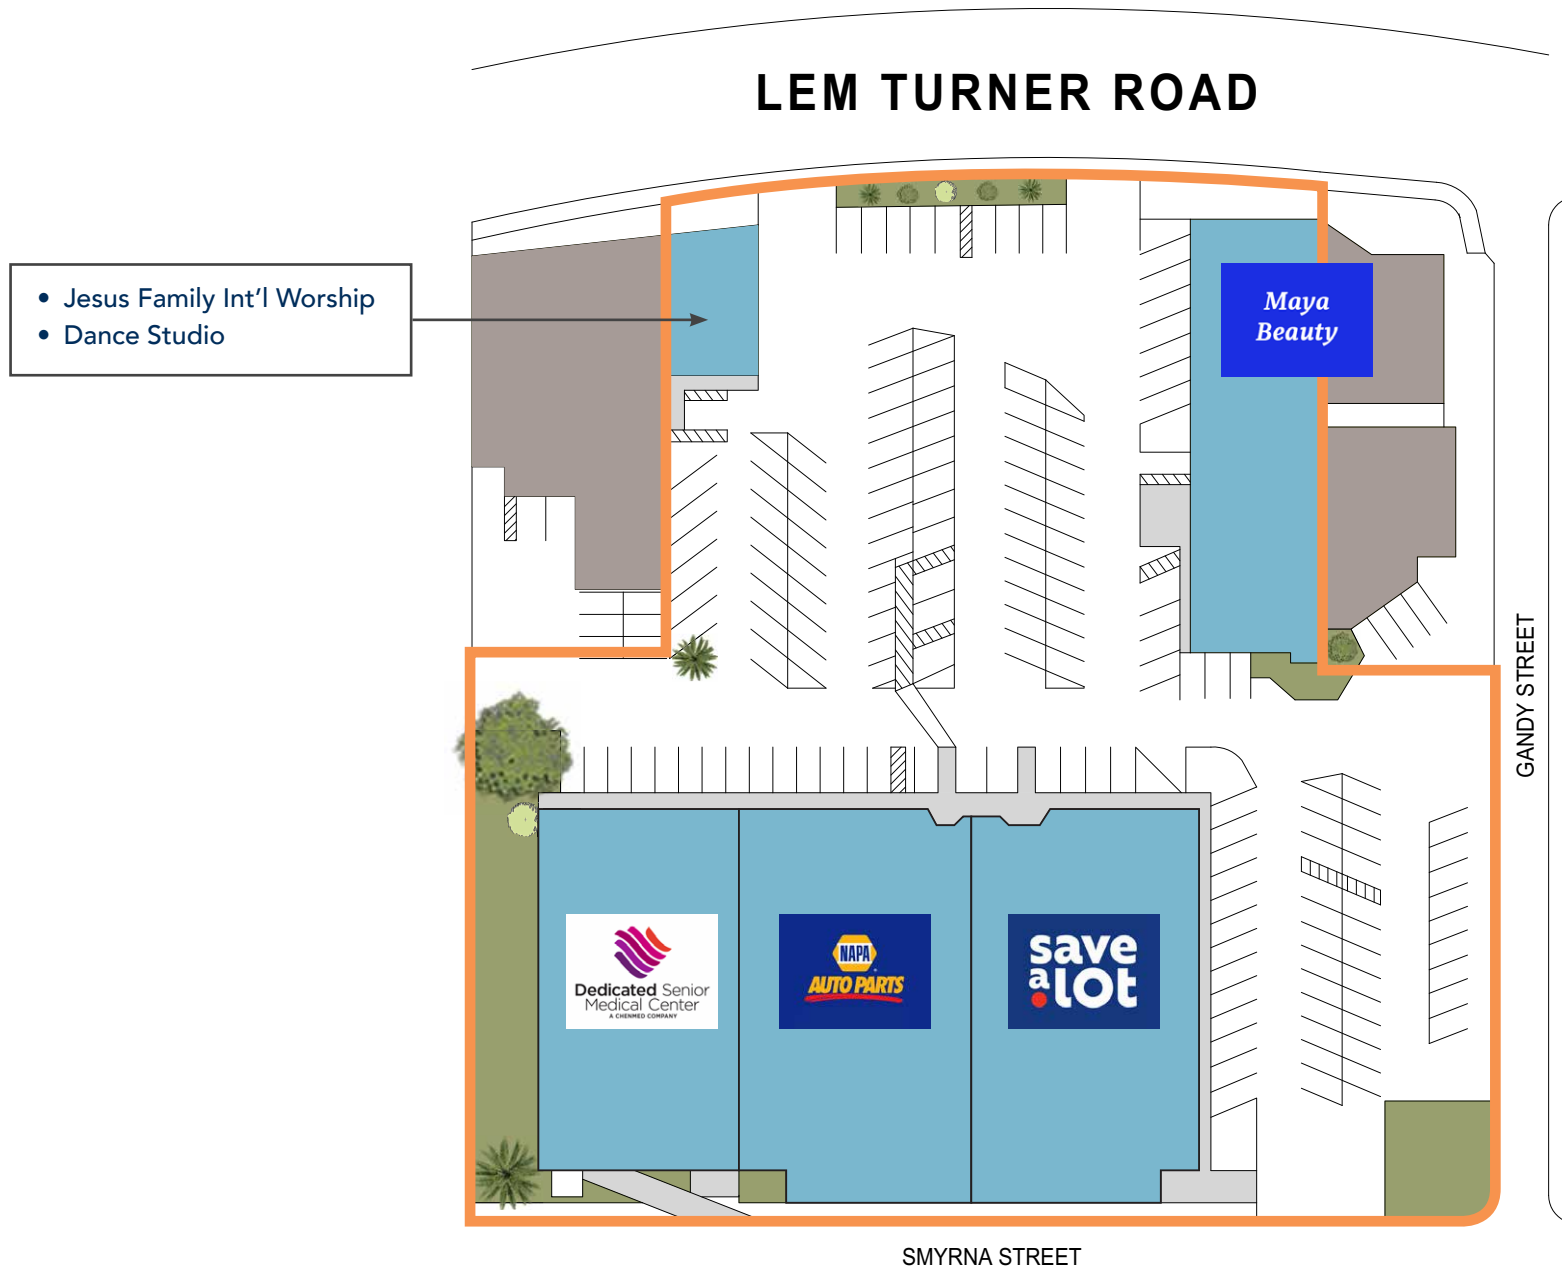 LEM TURNER ROAD
• Jesus Family Int'l Worship
• Dance Studio
Maya
Beauty
GANDY STREET
Dedicated Senior
Medical Center
A CHENMED COMPANY
NAPA
AUTO PARTS
save
a lot
SMYRNA STREET